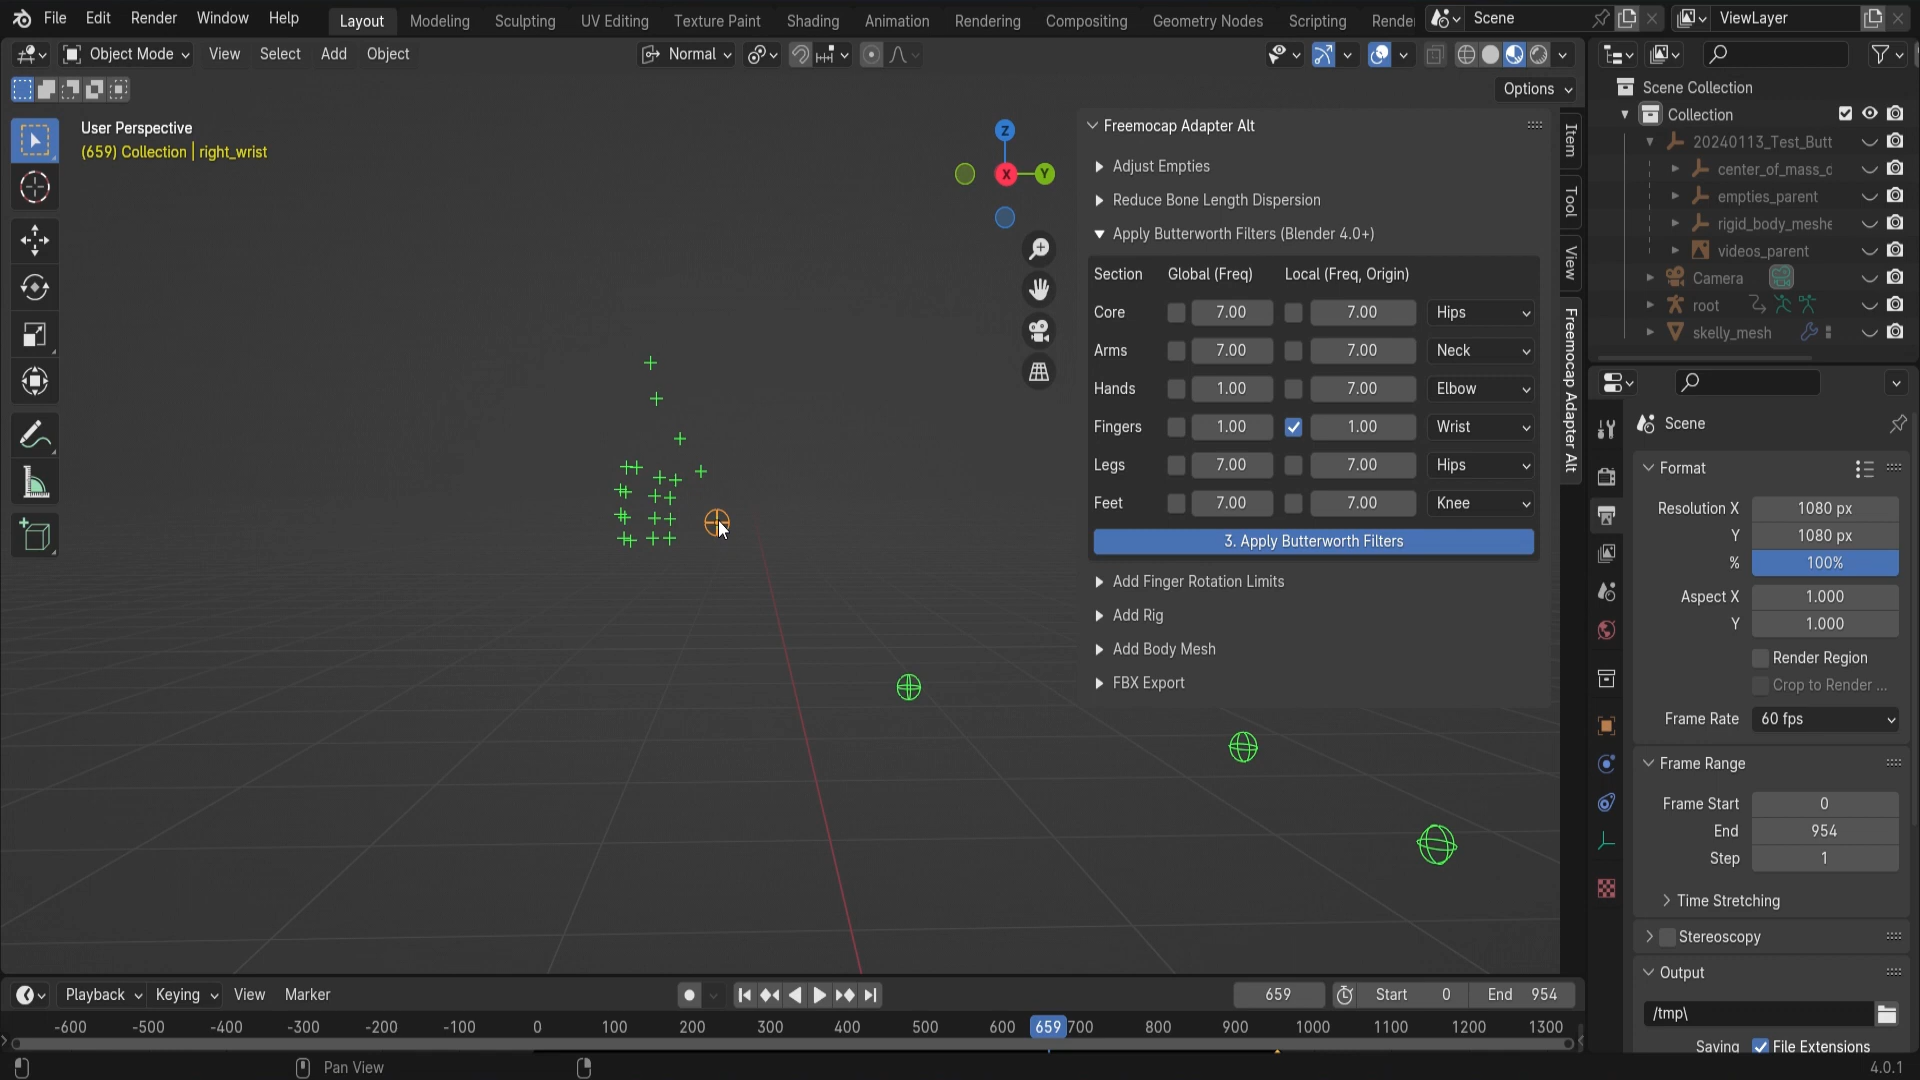 File Edit Render Window Help Layout Modeling Sculpting UV Editing Texture Paint Shading Animation Rendering Compositing Geometry Nodes Scripting Render Scene ViewLayer
Object Mode View Select Add Object Normal
Options
User Perspective
(659) Collection | right_wrist
Z
X
Y
Freemocap Adapter Alt
Adjust Empties
Reduce Bone Length Dispersion
Apply Butterworth Filters (Blender 4.0+)
Section Global (Freq) Local (Freq, Origin)
Core 7.00 7.00 Hips
Arms 7.00 7.00 Neck
Hands 1.00 7.00 Elbow
Fingers 1.00 1.00 Wrist
Legs 7.00 7.00 Hips
Feet 7.00 7.00 Knee
3. Apply Butterworth Filters
Add Finger Rotation Limits
Add Rig
Add Body Mesh
FBX Export
Item
Tool
View
Freemocap Adapter Alt
Scene Collection
Collection
20240113_Test_Butt
center_of_mass_d
empties_parent
rigid_body_meshe
videos_parent
Camera
root
skelly_mesh
Scene
Format
Resolution X 1080 px
Y 1080 px
% 100%
Aspect X 1.000
Y 1.000
Render Region
Crop to Render ...
Frame Rate 60 fps
Frame Range
Frame Start 0
End 954
Step 1
Time Stretching
Stereoscopy
Output
/tmp\
Saving File Extensions
Playback Keying View Marker 659 Start 0 End 954
-600 -500 -400 -300 -200 -100 0 100 200 300 400 500 600 659 700 800 900 1000 1100 1200 1300
Pan View
4.0.1